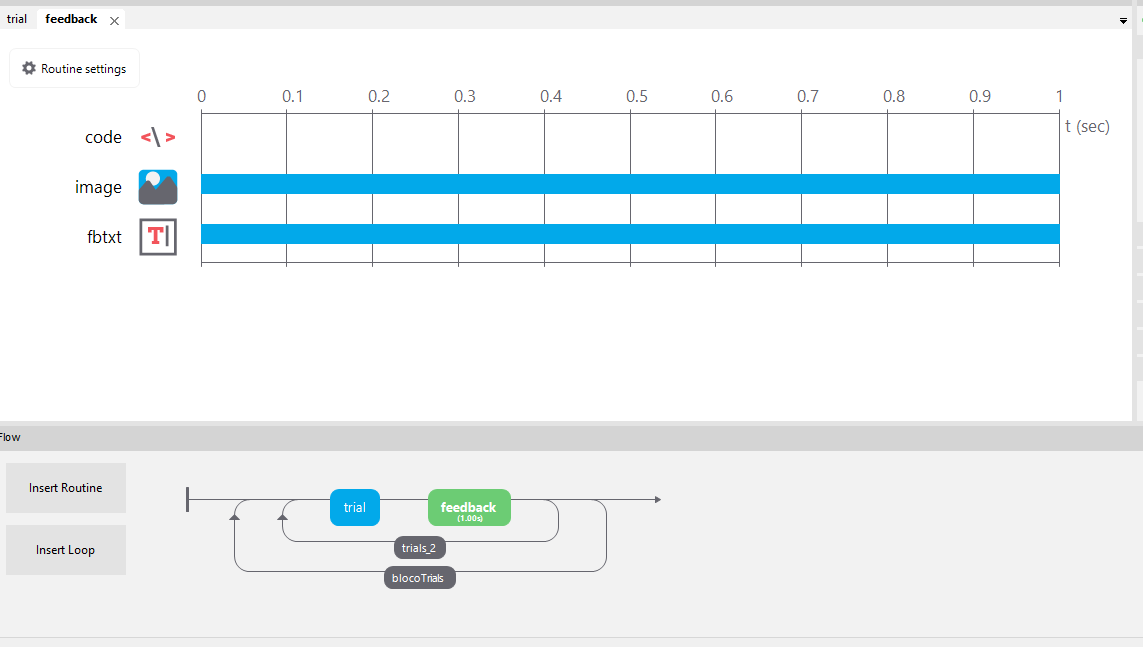 trial feedback
Routine settings
0 0.1 0.2 0.3 0.4 0.5 0.6 0.7 0.8 0.9 1
t (sec)
code
image
fbtxt
Flow
Insert Routine
Insert Loop
trial
feedback
(1.00s)
trials_2
blocoTrials